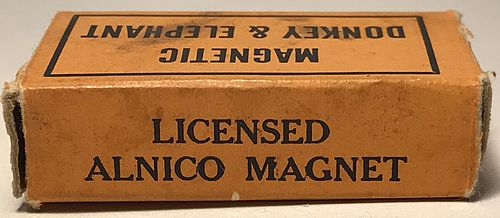 MAGNETIC
DONKEY & ELEPHANT
LICENSED
ALNICO MAGNET